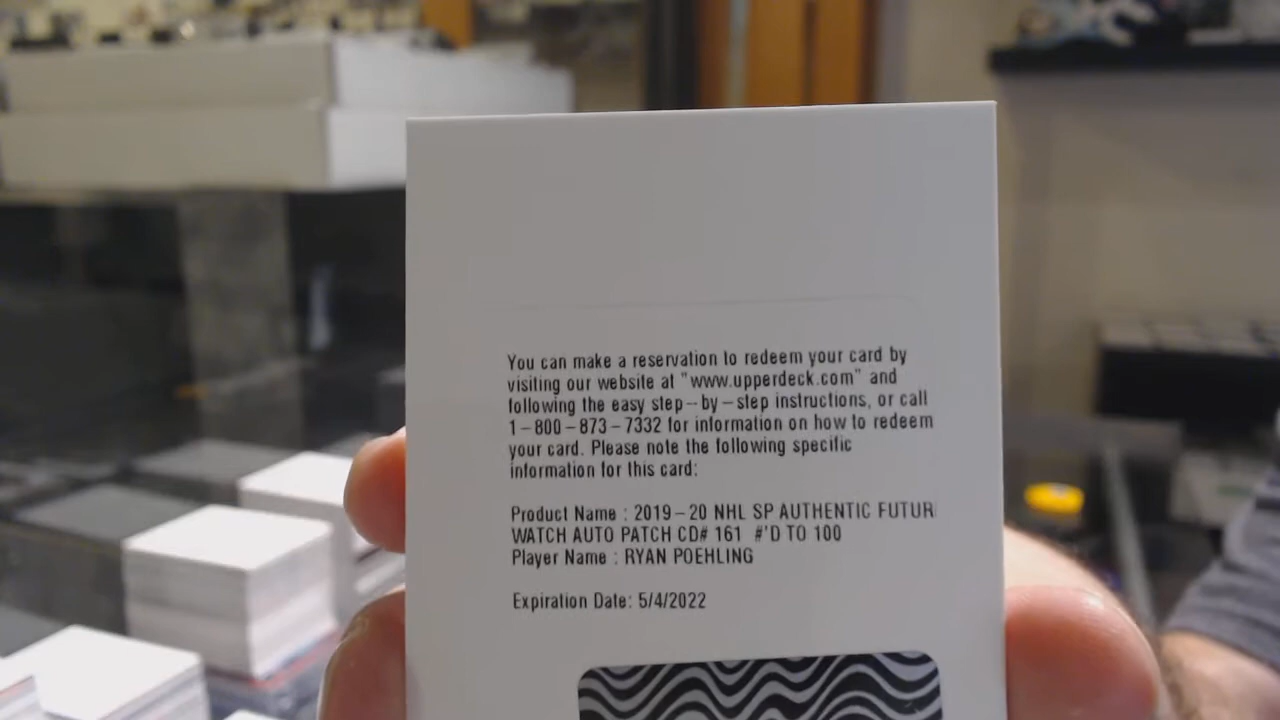 You can make a reservation to redeem your card by
visiting our website at "www.upperdeck.com" and
following the easy step--by-step instructions, or call
1-800-873-7332 for information on how to redeem
your card. Please note the following specific
information for this card:
Product Name : 2019-20 NHL SP AUTHENTIC FUTUR
WATCH AUTO PATCH CD# 161 #'D TO 100
Player Name : RYAN POEHLING
Expiration Date: 5/4/2022